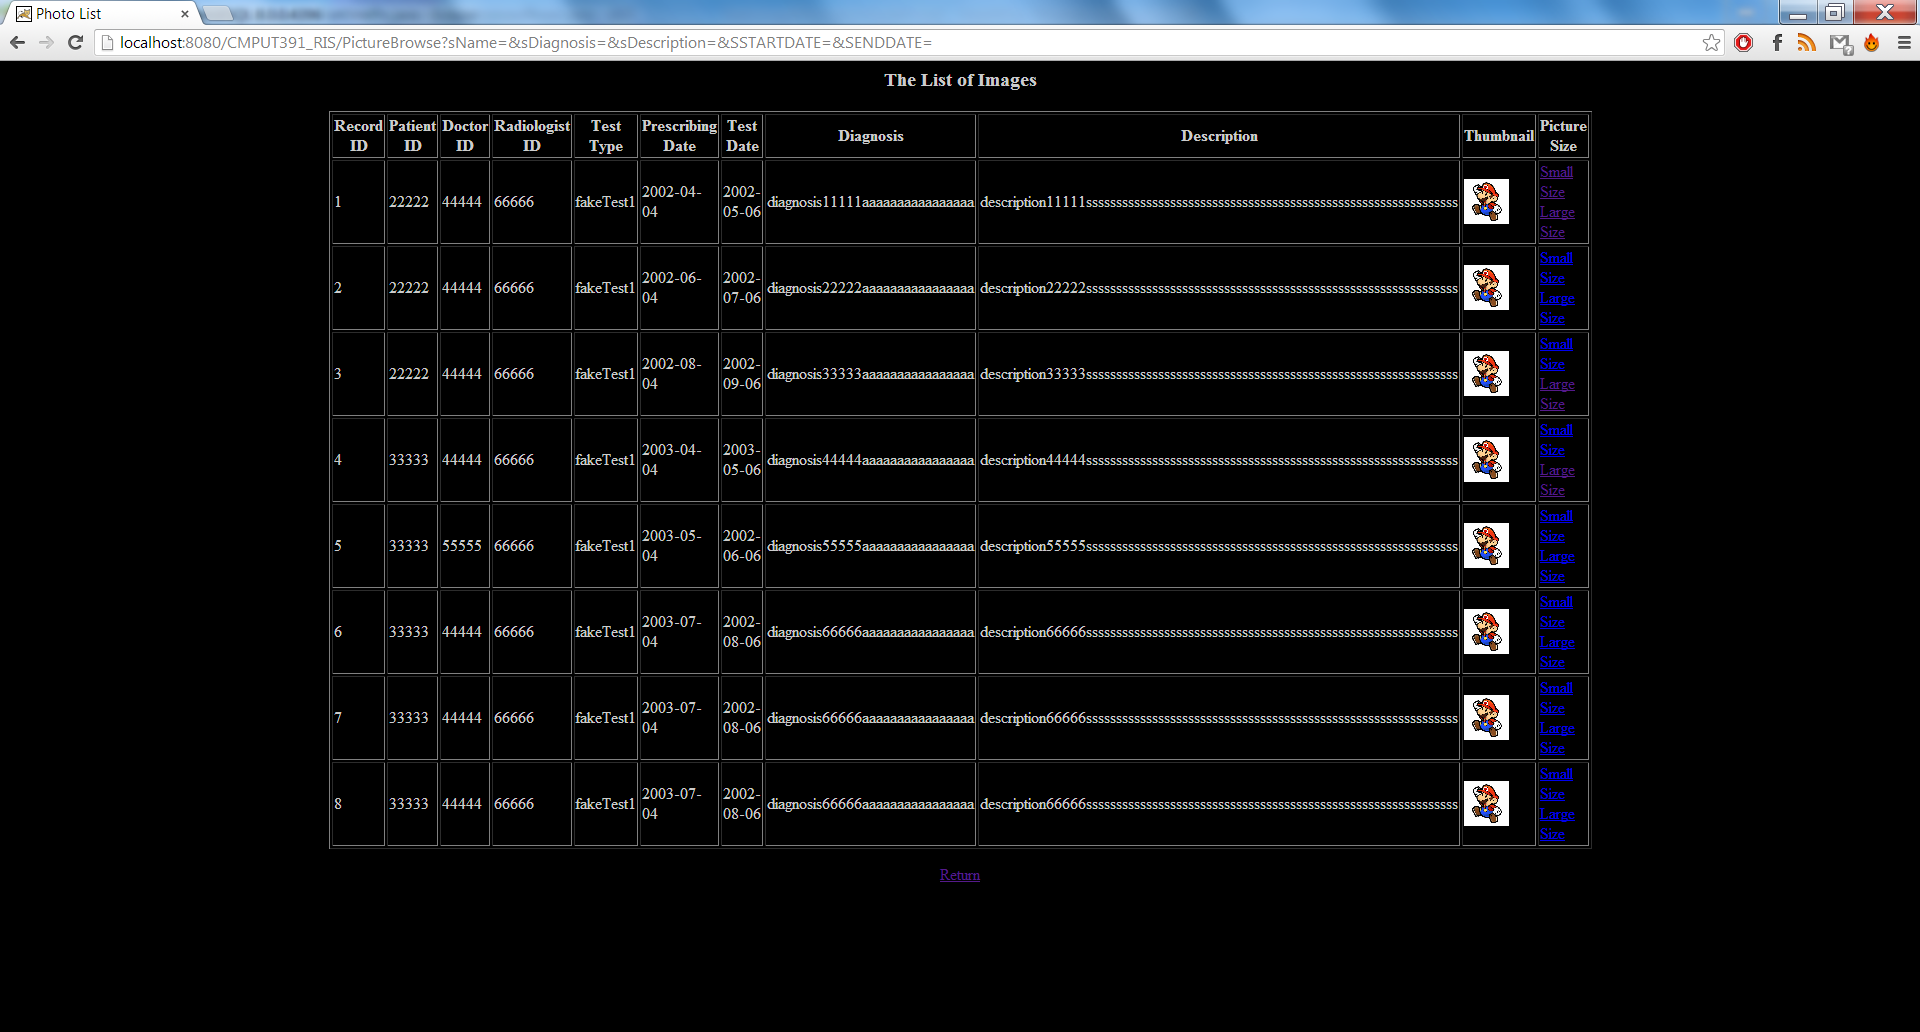 Photo List
localhost:8080/CMPUT391_RIS/PictureBrowse?sName=&sDiagnosis=&sDescription=&SSTARTDATE=&SENDDATE=
The List of Images
Record ID Patient ID Doctor ID Radiologist ID Test Type Prescribing Date Test Date Diagnosis Description Thumbnail Picture Size
1 22222 44444 66666 fakeTest1 2002-04-04 2002-05-06 diagnosis11111aaaaaaaaaaaaaaaa description11111ssssssssssssssssssssssssssssssssssssssssssssssssssssssssssssss Small Size Large Size
2 22222 44444 66666 fakeTest1 2002-06-04 2002-07-06 diagnosis22222aaaaaaaaaaaaaaaa description22222ssssssssssssssssssssssssssssssssssssssssssssssssssssssssssssss Small Size Large Size
3 22222 44444 66666 fakeTest1 2002-08-04 2002-09-06 diagnosis33333aaaaaaaaaaaaaaaa description33333ssssssssssssssssssssssssssssssssssssssssssssssssssssssssssssss Small Size Large Size
4 33333 44444 66666 fakeTest1 2003-04-04 2003-05-06 diagnosis44444aaaaaaaaaaaaaaaa description44444ssssssssssssssssssssssssssssssssssssssssssssssssssssssssssssss Small Size Large Size
5 33333 55555 66666 fakeTest1 2003-05-04 2002-06-06 diagnosis55555aaaaaaaaaaaaaaaa description55555ssssssssssssssssssssssssssssssssssssssssssssssssssssssssssssss Small Size Large Size
6 33333 44444 66666 fakeTest1 2003-07-04 2002-08-06 diagnosis66666aaaaaaaaaaaaaaaa description66666ssssssssssssssssssssssssssssssssssssssssssssssssssssssssssssss Small Size Large Size
7 33333 44444 66666 fakeTest1 2003-07-04 2002-08-06 diagnosis66666aaaaaaaaaaaaaaaa description66666ssssssssssssssssssssssssssssssssssssssssssssssssssssssssssssss Small Size Large Size
8 33333 44444 66666 fakeTest1 2003-07-04 2002-08-06 diagnosis66666aaaaaaaaaaaaaaaa description66666ssssssssssssssssssssssssssssssssssssssssssssssssssssssssssssss Small Size Large Size
Return